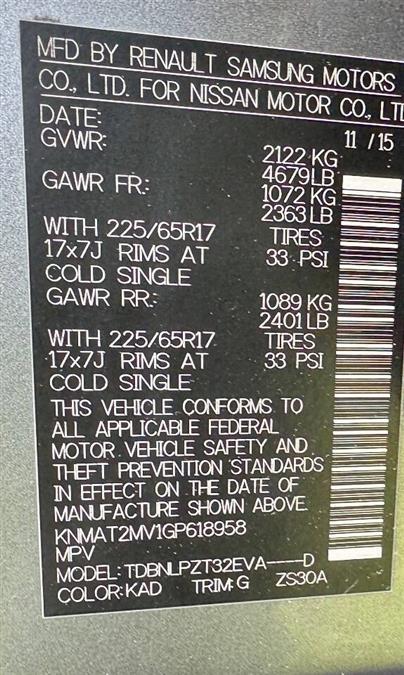 MFD BY RENAULT SAMSUNG MOTORS
CO., LTD. FOR NISSAN MOTOR CO., LTD
DATE: 11 / 15
GVWR: 2122 KG
4679 LB
GAWR FR: 1072 KG
2363 LB
WITH 225/65R17 TIRES
17x7J RIMS AT 33 PSI
COLD SINGLE
GAWR RR: 1089 KG
2401 LB
WITH 225/65R17 TIRES
17x7J RIMS AT 33 PSI
COLD SINGLE
THIS VEHICLE CONFORMS TO
ALL APPLICABLE FEDERAL
MOTOR VEHICLE SAFETY AND
THEFT PREVENTION STANDARDS
IN EFFECT ON THE DATE OF
MANUFACTURE SHOWN ABOVE.
KNMAT2MV1GP618958
MPV
MODEL: TDBNLPZT32EVA----D
COLOR: KAD TRIM: G ZS30A